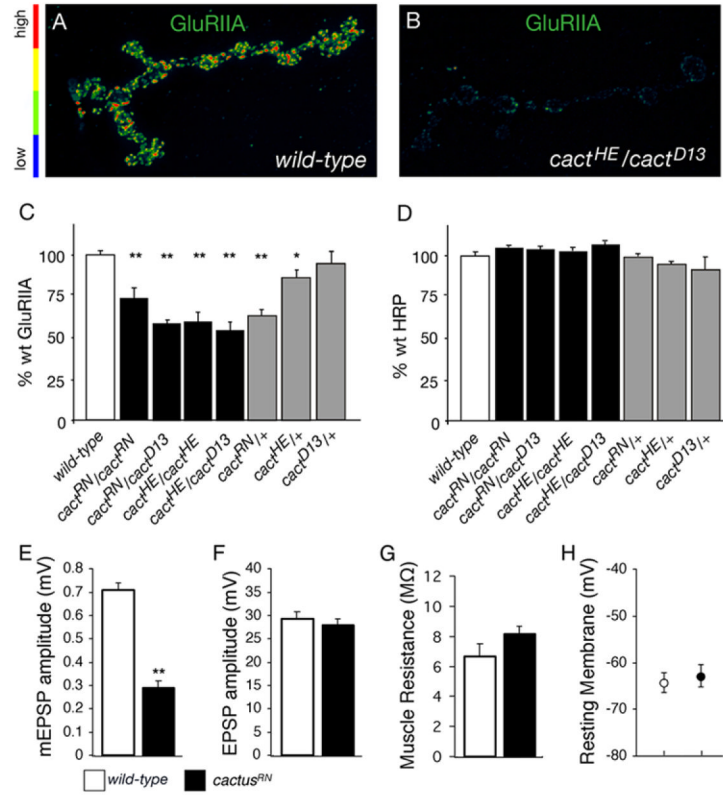 high
low
A
GluRIIA
wild-type
B
GluRIIA
cactHE/cactD13
C
% wt GluRIIA
100
75
50
25
0
** ** ** ** ** *
wild-type
cactRN/cactRN
cactRN/cactD13
cactHE/cactHE
cactHE/cactD13
cactRN/+
cactHE/+
cactD13/+
D
% wt HRP
100
75
50
25
0
wild-type
cactRN/cactRN
cactRN/cactD13
cactHE/cactHE
cactHE/cactD13
cactRN/+
cactHE/+
cactD13/+
E
mEPSP amplitude (mV)
0.8
0.7
0.6
0.5
0.4
0.3
0.2
0.1
0
**
F
EPSP amplitude (mV)
40
35
30
25
20
15
10
5
0
G
Muscle Resistance (MΩ)
12
10
8
6
4
2
0
H
Resting Membrane (mV)
-40
-50
-60
-70
-80
wild-type
cactusRN